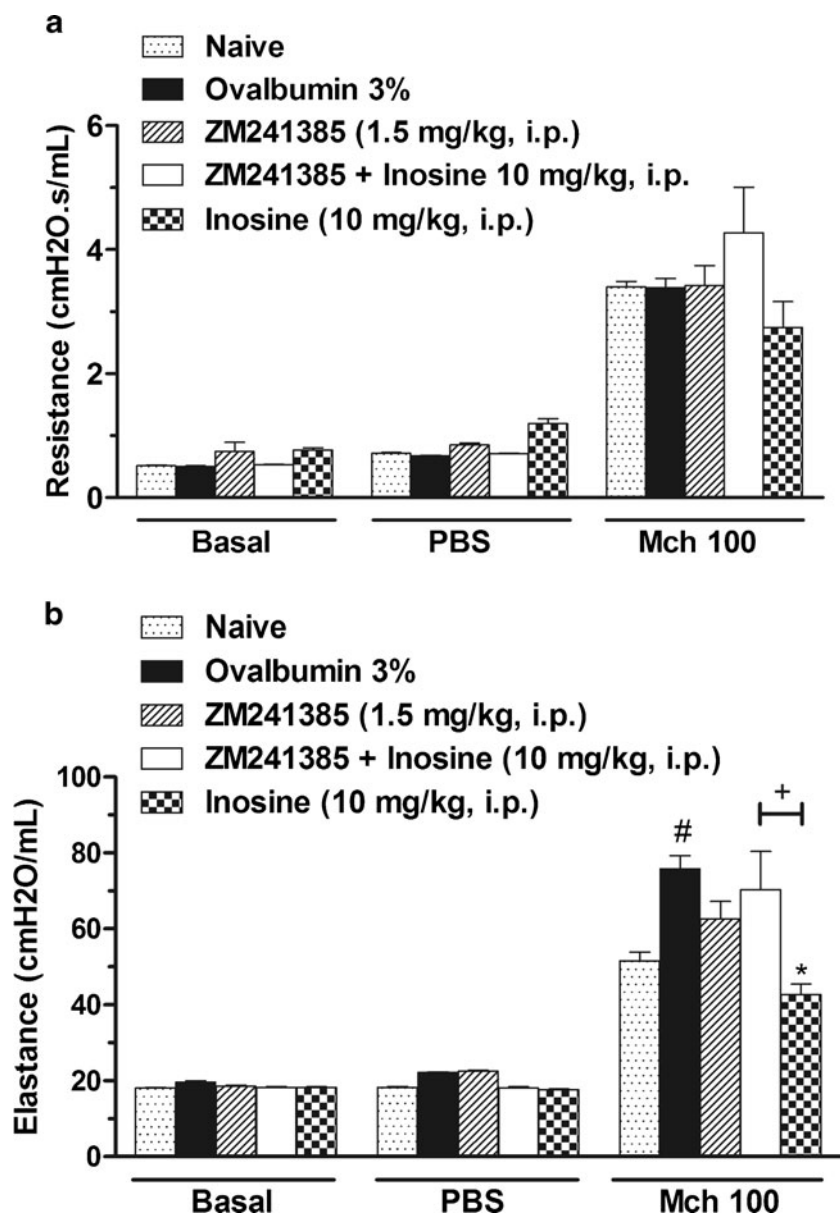 a
Naive
Ovalbumin 3%
ZM241385 (1.5 mg/kg, i.p.)
ZM241385 + Inosine 10 mg/kg, i.p.
Inosine (10 mg/kg, i.p.)
Resistance (cmH2O.s/mL)
6
4
2
0
Basal
PBS
Mch 100
b
Naive
Ovalbumin 3%
ZM241385 (1.5 mg/kg, i.p.)
ZM241385 + Inosine (10 mg/kg, i.p.)
Inosine (10 mg/kg, i.p.)
Elastance (cmH2O/mL)
100
80
60
40
20
0
#
+
*
Basal
PBS
Mch 100